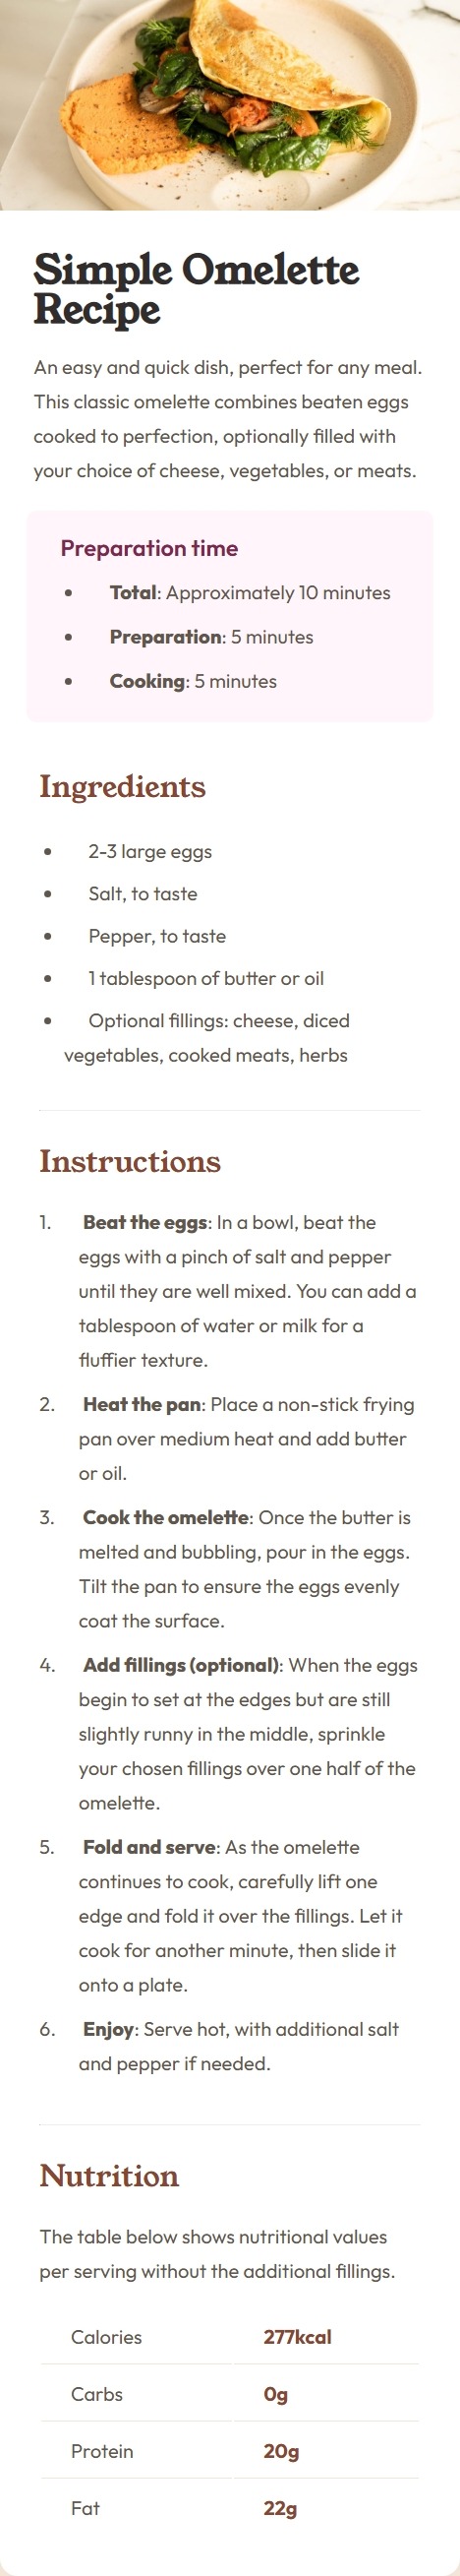 Simple Omelette
Recipe
An easy and quick dish, perfect for any meal.
This classic omelette combines beaten eggs
cooked to perfection, optionally filled with
your choice of cheese, vegetables, or meats.
Preparation time
• Total: Approximately 10 minutes
• Preparation: 5 minutes
• Cooking: 5 minutes
Ingredients
• 2-3 large eggs
• Salt, to taste
• Pepper, to taste
• 1 tablespoon of butter or oil
• Optional fillings: cheese, diced
vegetables, cooked meats, herbs
Instructions
1. Beat the eggs: In a bowl, beat the
eggs with a pinch of salt and pepper
until they are well mixed. You can add a
tablespoon of water or milk for a
fluffier texture.
2. Heat the pan: Place a non-stick frying
pan over medium heat and add butter
or oil.
3. Cook the omelette: Once the butter is
melted and bubbling, pour in the eggs.
Tilt the pan to ensure the eggs evenly
coat the surface.
4. Add fillings (optional): When the eggs
begin to set at the edges but are still
slightly runny in the middle, sprinkle
your chosen fillings over one half of the
omelette.
5. Fold and serve: As the omelette
continues to cook, carefully lift one
edge and fold it over the fillings. Let it
cook for another minute, then slide it
onto a plate.
6. Enjoy: Serve hot, with additional salt
and pepper if needed.
Nutrition
The table below shows nutritional values
per serving without the additional fillings.
Calories 277kcal
Carbs 0g
Protein 20g
Fat 22g